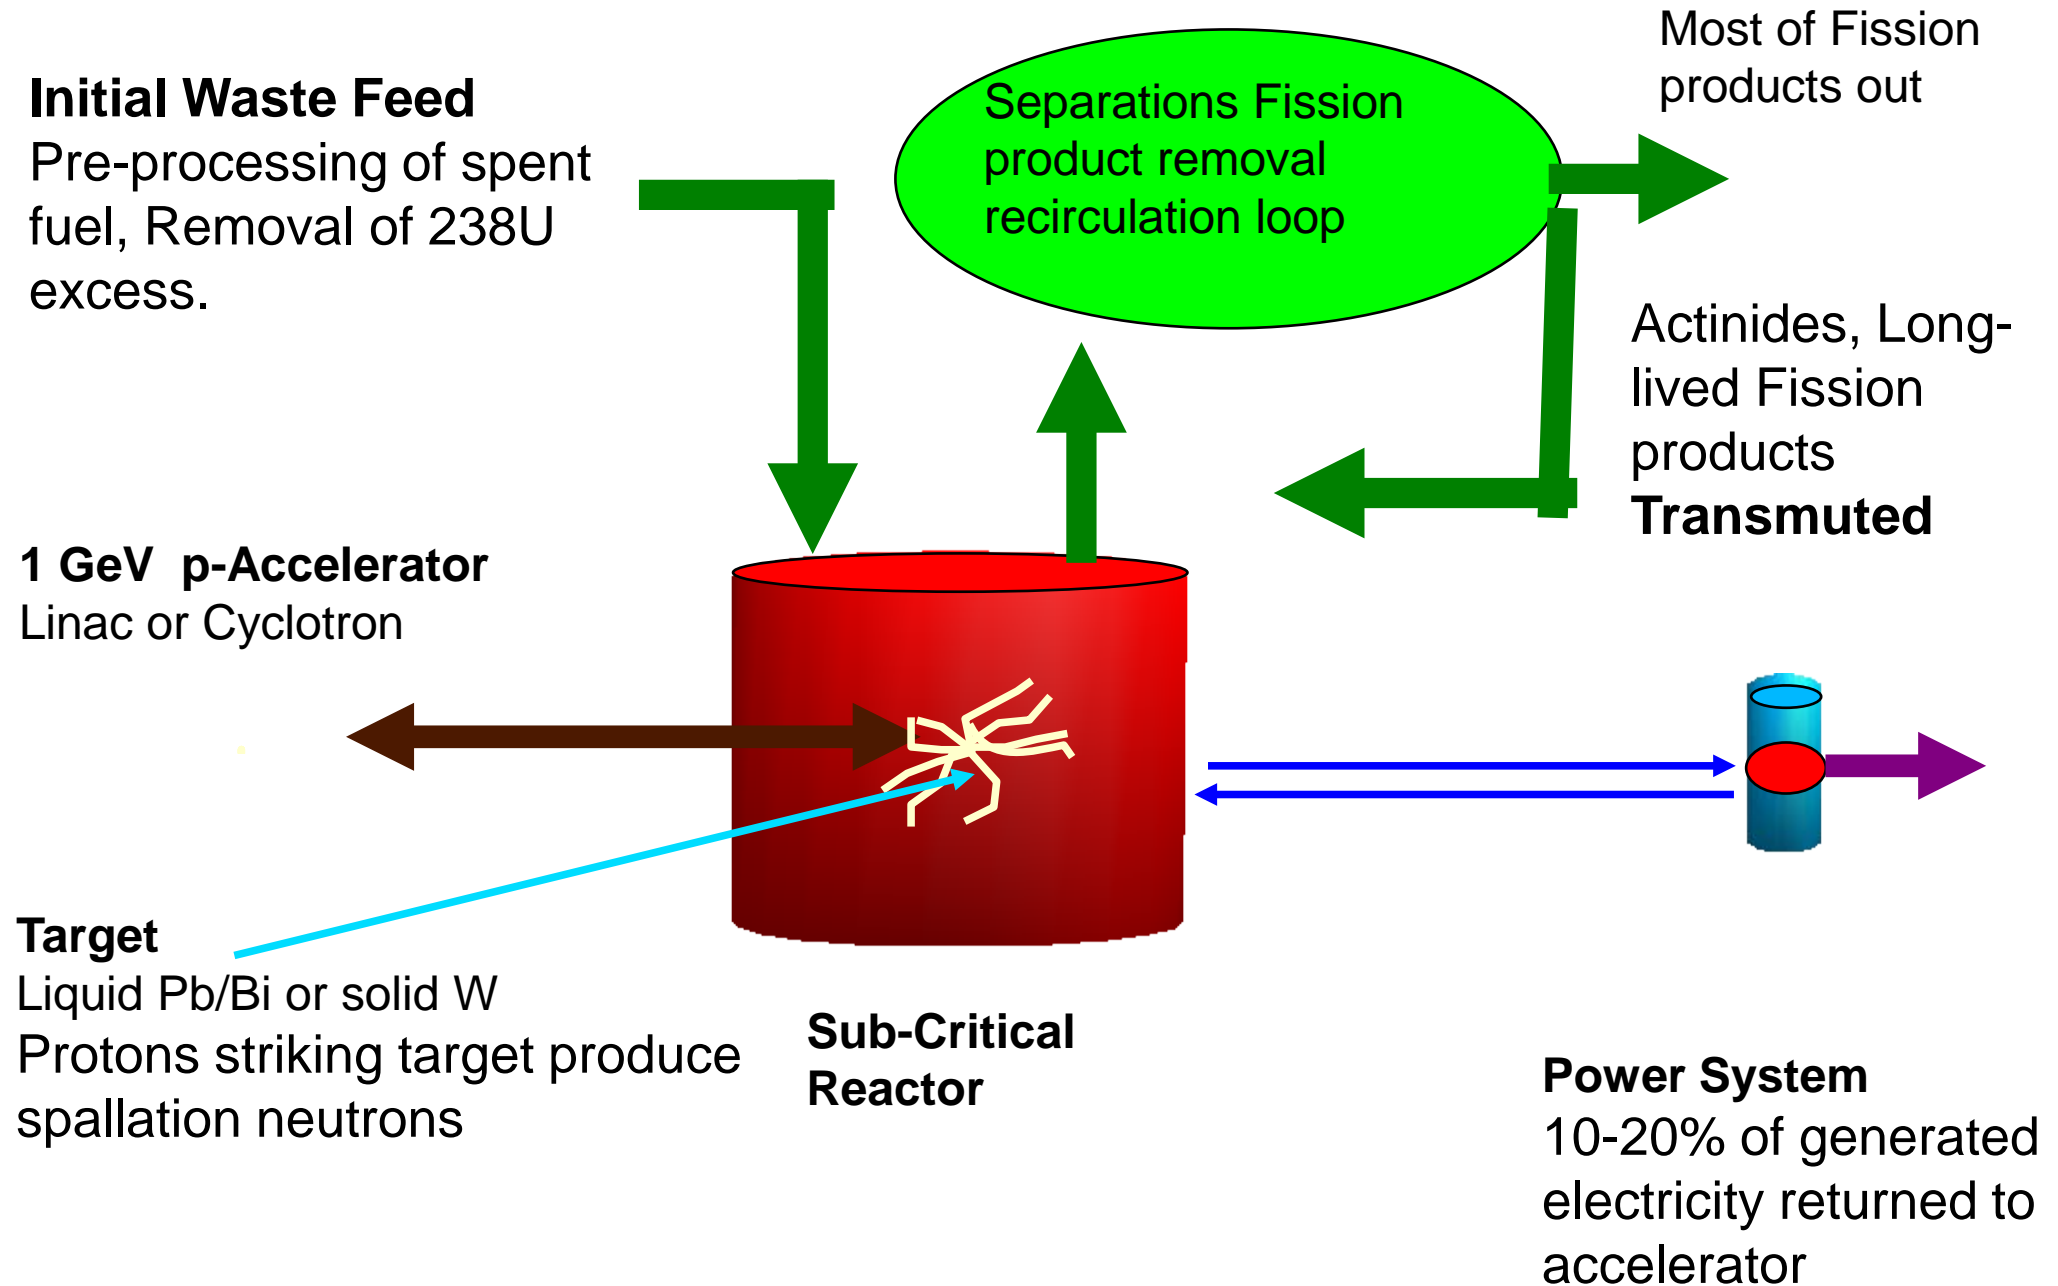 Initial Waste Feed
Pre-processing of spent
fuel, Removal of 238U
excess.
Separations Fission
product removal
recirculation loop
Most of Fission
products out
Actinides, Long-
lived Fission
products
Transmuted
1 GeV  p-Accelerator
Linac or Cyclotron
Target
Liquid Pb/Bi or solid W
Protons striking target produce
spallation neutrons
Sub-Critical
Reactor
Power System
10-20% of generated
electricity returned to
accelerator